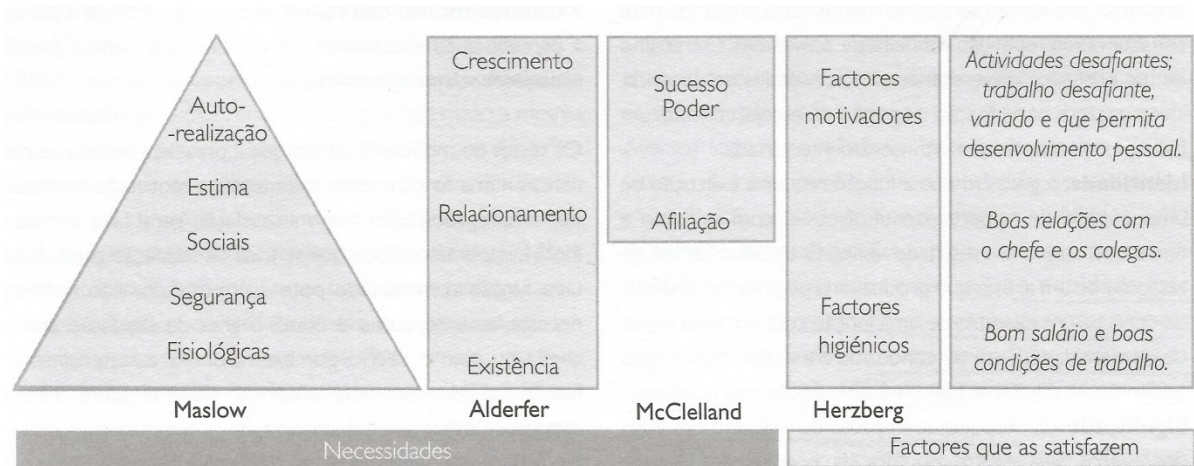 Auto-
-realização
Estima
Sociais
Segurança
Fisiológicas
Maslow
Crescimento
Relacionamento
Existência
Alderfer
Sucesso
Poder
Afiliação
McClelland
Factores
motivadores
Factores
higiénicos
Herzberg
Actividades desafiantes;
trabalho desafiante,
variado e que permita
desenvolvimento pessoal.
Boas relações com
o chefe e os colegas.
Bom salário e boas
condições de trabalho.
Necessidades
Factores que as satisfazem